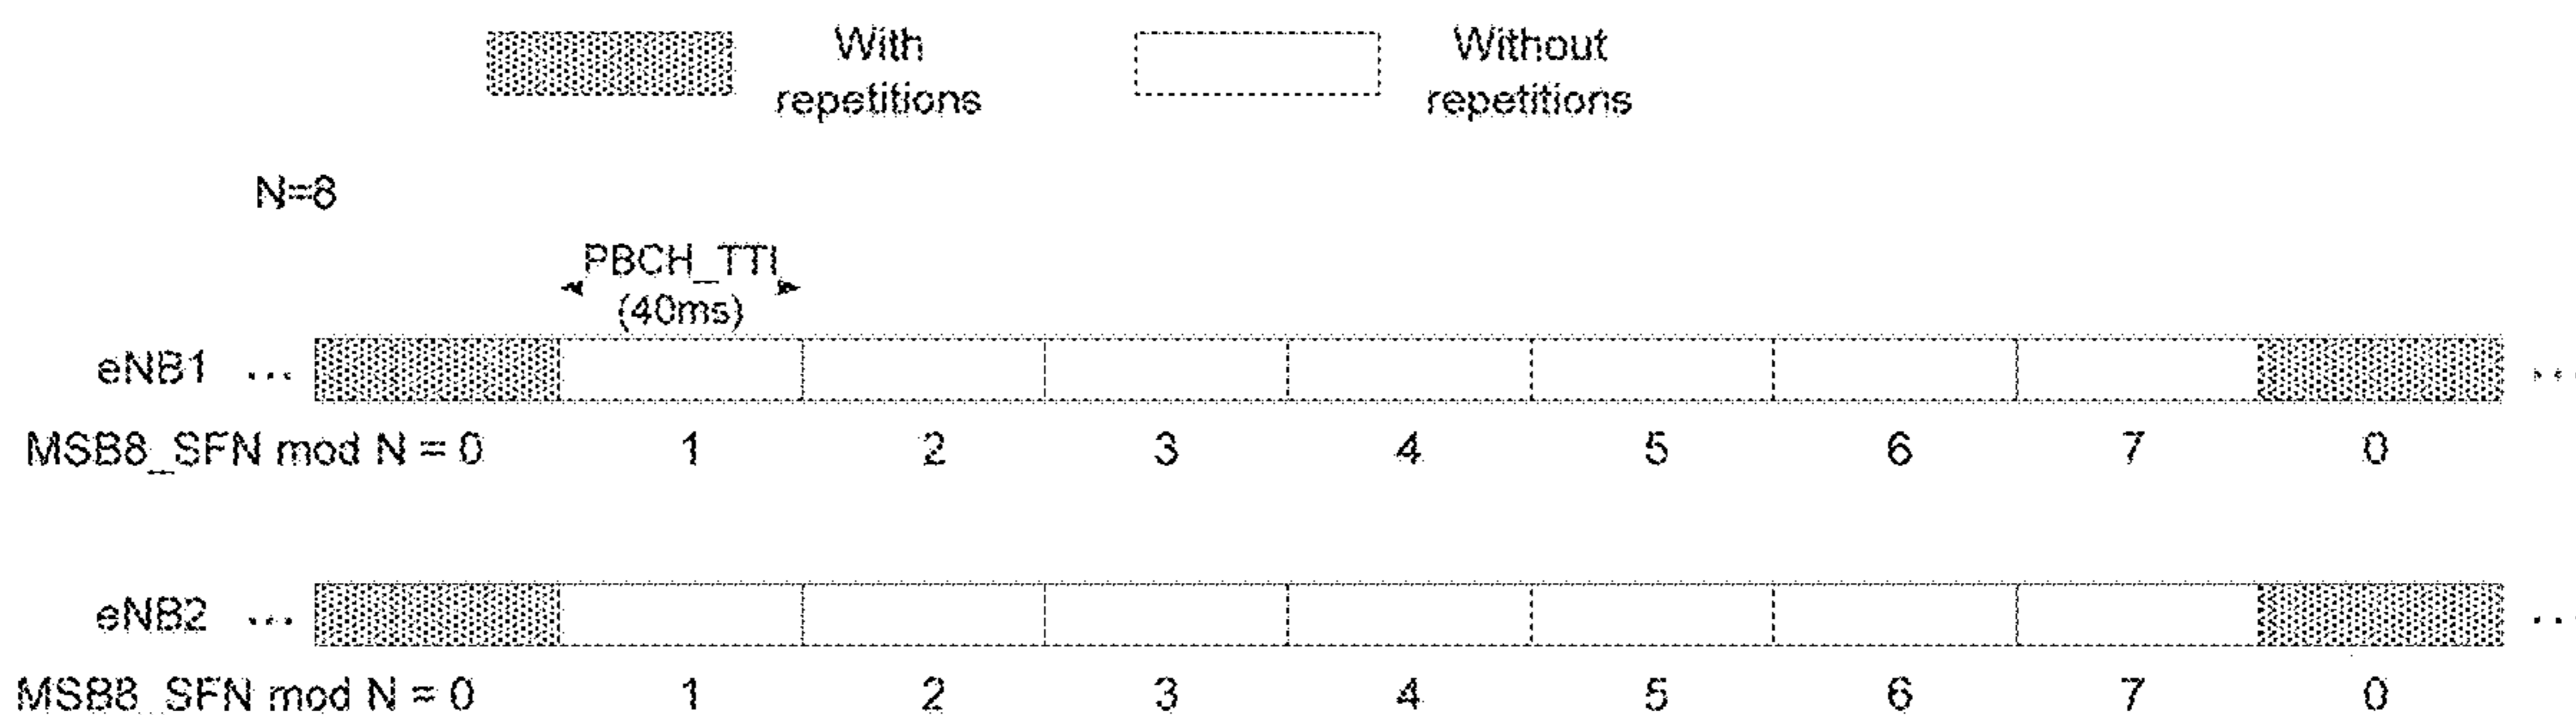 With repetitions
Without repetitions
N=8
PBCH_TTI
(40ms)
eNB1 ...
...
MSB8_SFN mod N = 0 1 2 3 4 5 6 7 0
eNB2 ...
...
MSB8_SFN mod N = 0 1 2 3 4 5 6 7 0